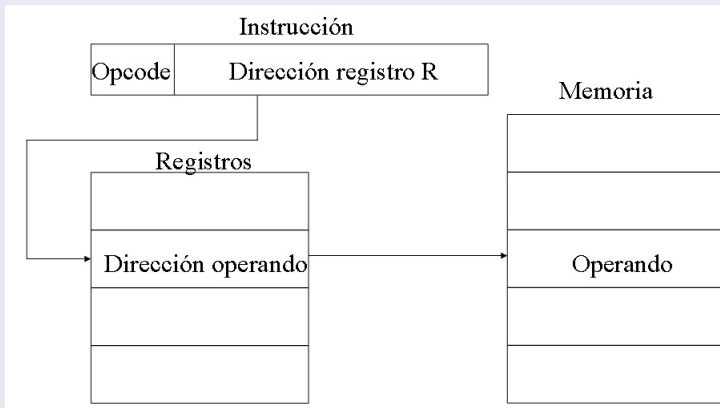 Instrucción
Opcode
Dirección registro R
Memoria
Registros
Dirección operando
Operando